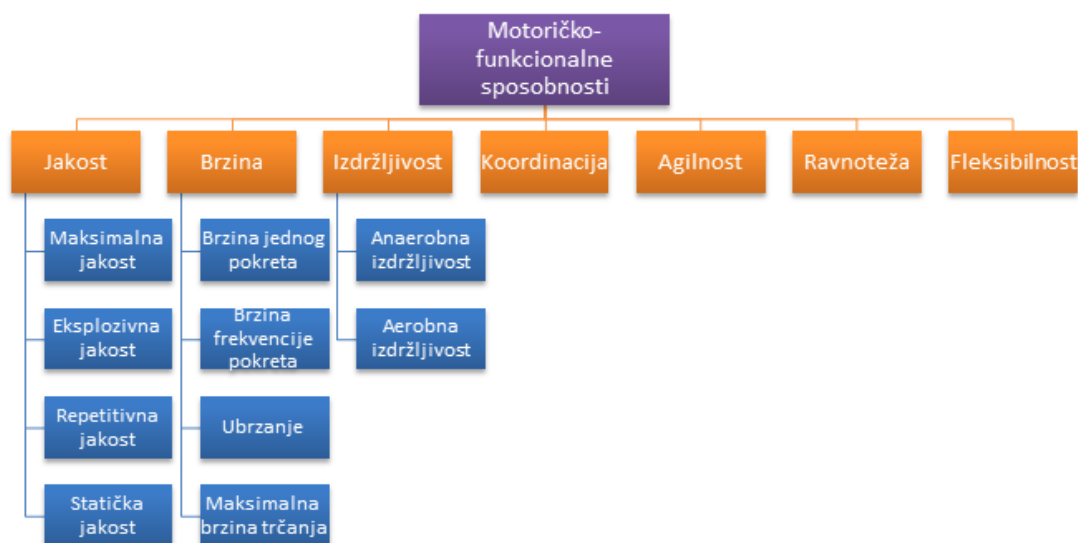 Motoričko-
funkcionalne
sposobnosti
Jakost
Brzina
Izdržljivost
Koordinacija
Agilnost
Ravnoteža
Fleksibilnost
Maksimalna
jakost
Eksplozivna
jakost
Repetitivna
jakost
Statička
jakost
Brzina jednog
pokreta
Brzina
frekvencije
pokreta
Ubrzanje
Maksimalna
brzina trčanja
Anaerobna
izdržljivost
Aerobna
izdržljivost